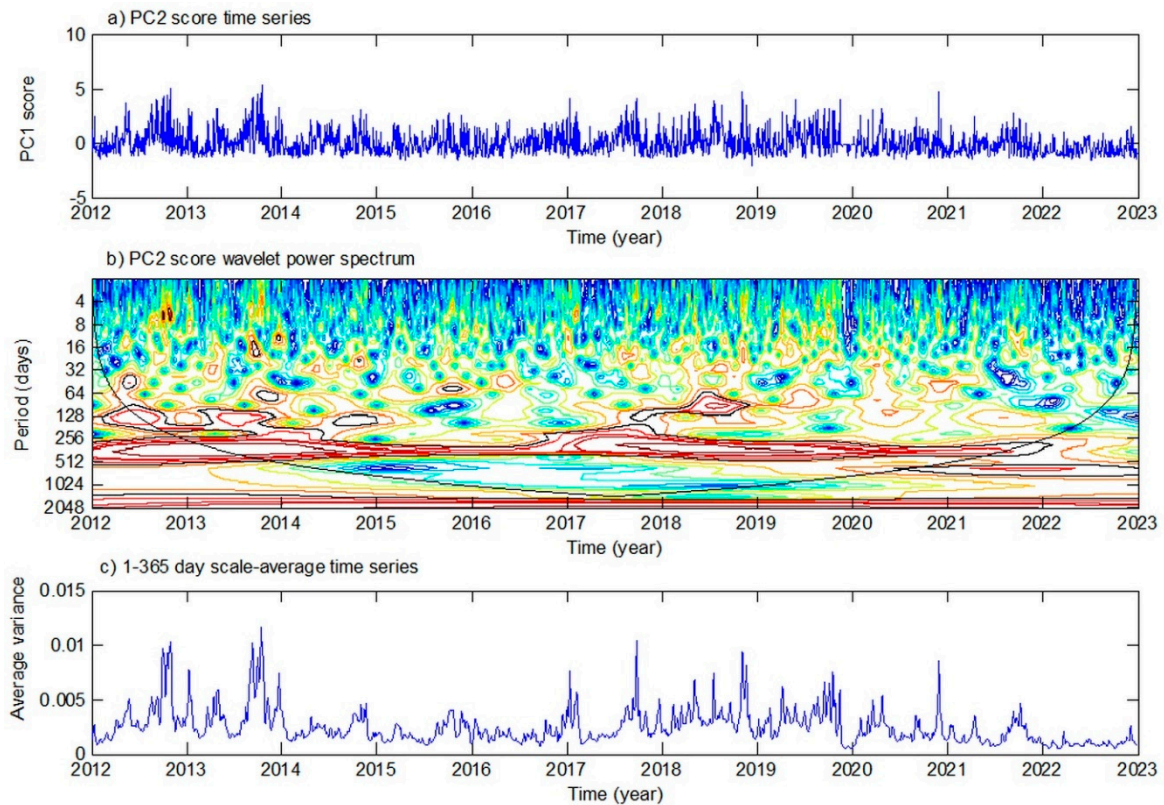 a) PC2 score time series
10
5
0
-5
PC1 score
2012 2013 2014 2015 2016 2017 2018 2019 2020 2021 2022 2023
Time (year)
b) PC2 score wavelet power spectrum
4
8
16
32
64
128
256
512
1024
2048
Period (days)
2012 2013 2014 2015 2016 2017 2018 2019 2020 2021 2022 2023
Time (year)
c) 1-365 day scale-average time series
0.015
0.01
0.005
0
Average variance
2012 2013 2014 2015 2016 2017 2018 2019 2020 2021 2022 2023
Time (year)